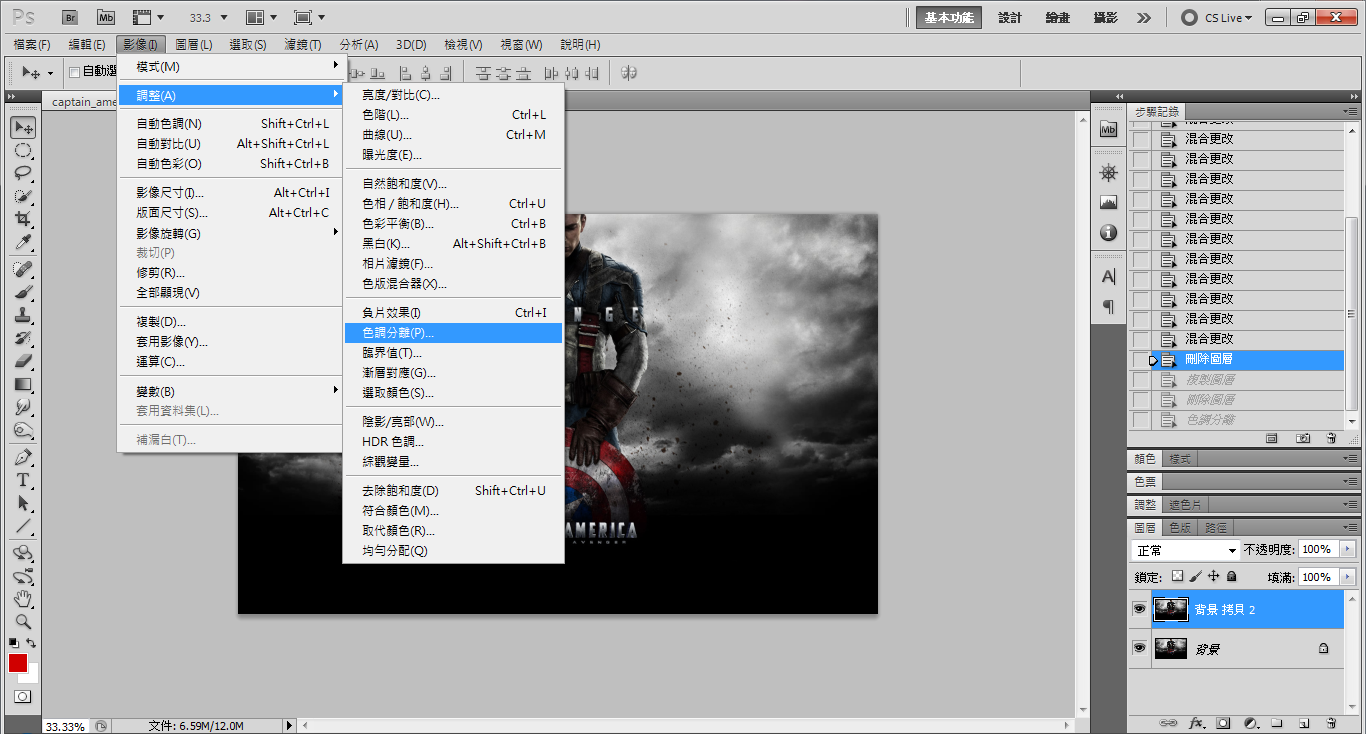 Ps Br Mb 33.3 基本功能 設計 繪畫 攝影 CS Live
檔案(F) 編輯(E) 影像(I) 圖層(L) 選取(S) 濾鏡(T) 分析(A) 3D(D) 檢視(V) 視窗(W) 說明(H)
自動選
captain_ame
模式(M)
調整(A)
自動色調(N) Shift+Ctrl+L
自動對比(U) Alt+Shift+Ctrl+L
自動色彩(O) Shift+Ctrl+B
影像尺寸(I)... Alt+Ctrl+I
版面尺寸(S)... Alt+Ctrl+C
影像旋轉(G)
裁切(P)
修剪(R)...
全部顯現(V)
複製(D)...
套用影像(Y)...
運算(C)...
變數(B)
套用資料集(L)...
補漏白(T)...
亮度/對比(C)...
色階(L)... Ctrl+L
曲線(U)... Ctrl+M
曝光度(E)...
自然飽和度(V)...
色相 / 飽和度(H)... Ctrl+U
色彩平衡(B)... Ctrl+B
黑白(K)... Alt+Shift+Ctrl+B
相片濾鏡(F)...
色版混合器(X)...
負片效果(I) Ctrl+I
色調分離(P)...
臨界值(T)...
漸層對應(G)...
選取顏色(S)...
陰影/亮部(W)...
HDR 色調...
綜觀變量...
去除飽和度(D) Shift+Ctrl+U
符合顏色(M)...
取代顏色(R)...
均勻分配(Q)
N G E
AMERICA
AVENGER
步驟記錄
混合更改
混合更改
混合更改
混合更改
混合更改
混合更改
混合更改
混合更改
混合更改
混合更改
混合更改
混合更改
刪除圖層
複製圖層
刪除圖層
色調分離
顏色 樣式
色票
調整 遮色片
圖層 色版 路徑
正常 不透明度: 100%
鎖定: 填滿: 100%
背景 拷貝 2
背景
33.33% 文件: 6.59M/12.0M